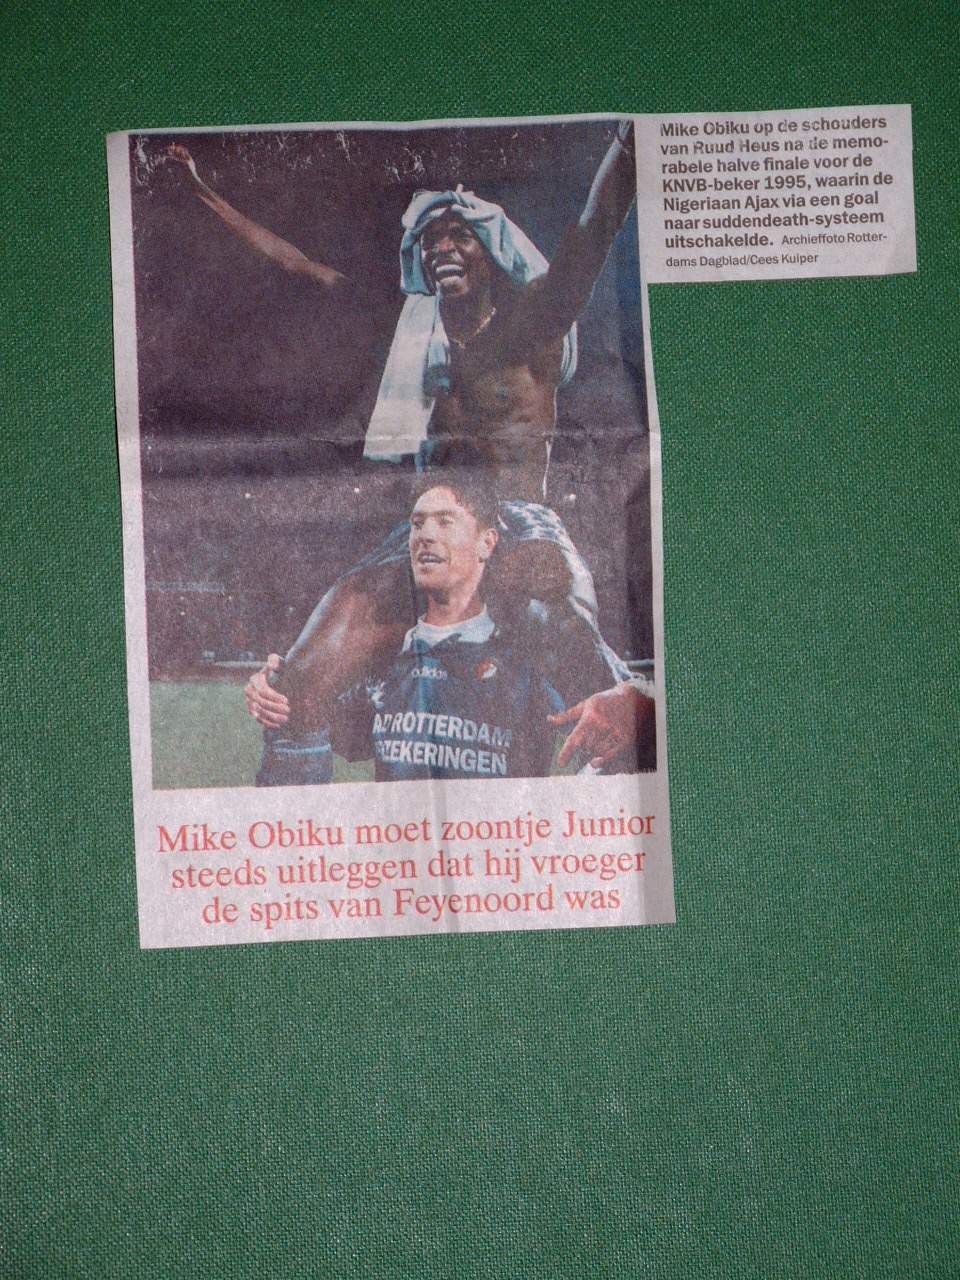 Mike Obiku op de schouders
van Ruud Heus na de memo-
rabele halve finale voor de
KNVB-beker 1995, waarin de
Nigeriaan Ajax via een goal
naar suddendeath-systeem
uitschakelde. Archieffoto Rotter-
dams Dagblad/Cees Kuiper
adidas
ROTTERDAM
ZEKERINGEN
Mike Obiku moet zoontje Junior
steeds uitleggen dat hij vroeger
de spits van Feyenoord was